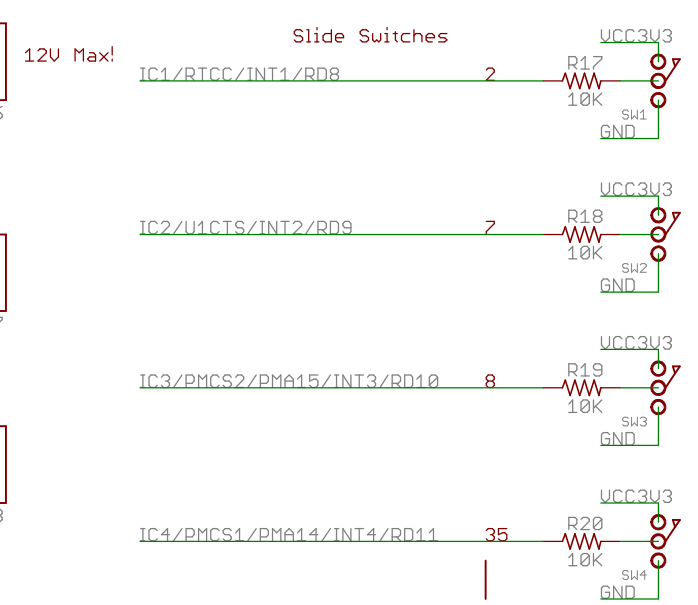 Slide Switches
12V Max!
VCC3V3
IC1/RTCC/INT1/RD8 2 R17
10K
SW1
GND
VCC3V3
IC2/U1CTS/INT2/RD9 7 R18
10K
SW2
GND
VCC3V3
IC3/PMCS2/PMA15/INT3/RD10 8 R19
10K
SW3
GND
VCC3V3
IC4/PMCS1/PMA14/INT4/RD11 35 R20
10K
SW4
GND